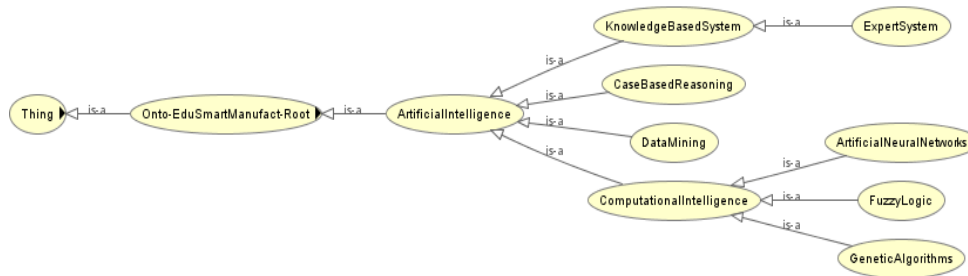 KnowledgeBasedSystem
is-a
ExpertSystem
is-a
CaseBasedReasoning
is-a
Thing
is-a
Onto-EduSmartManufact-Root
is-a
ArtificialIntelligence
is-a
DataMining
is-a
ArtificialNeuralNetworks
is-a
ComputationalIntelligence
is-a
FuzzyLogic
is-a
GeneticAlgorithms